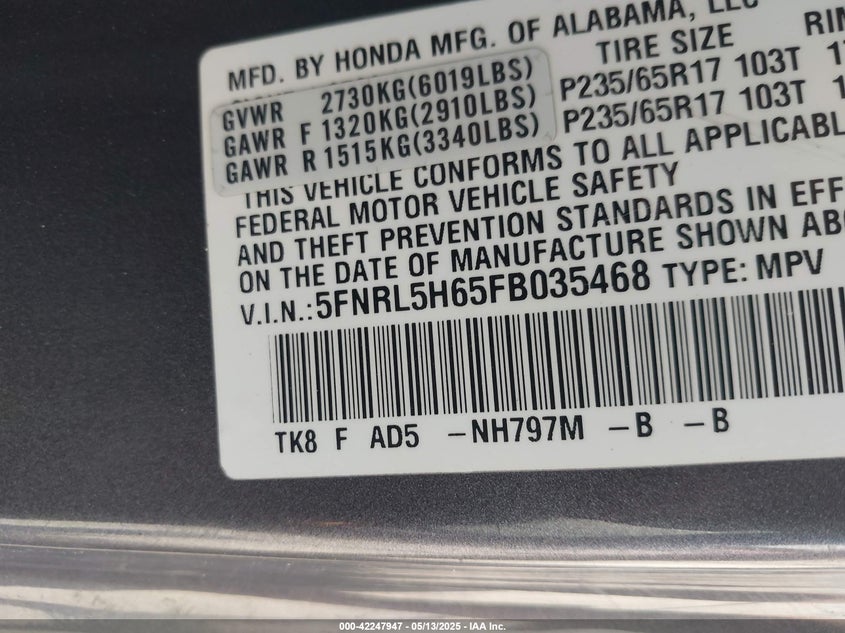 MFD. BY HONDA MFG. OF ALABAMA, LLC
TIRE SIZE
GVWR 2730KG(6019LBS)
GAWR F 1320KG(2910LBS) P235/65R17 103T
GAWR R 1515KG(3340LBS) P235/65R17 103T
THIS VEHICLE CONFORMS TO ALL
FEDERAL MOTOR VEHICLE SAFETY
AND THEFT PREVENTION STANDARDS IN
ON THE DATE OF MANUFACTURE SHOWN
V.I.N.:5FNRL5H65FB035468 TYPE: MPV
TK8 F AD5 -NH797M -B -B
000-42247947 - 05/13/2025 - IAA Inc.